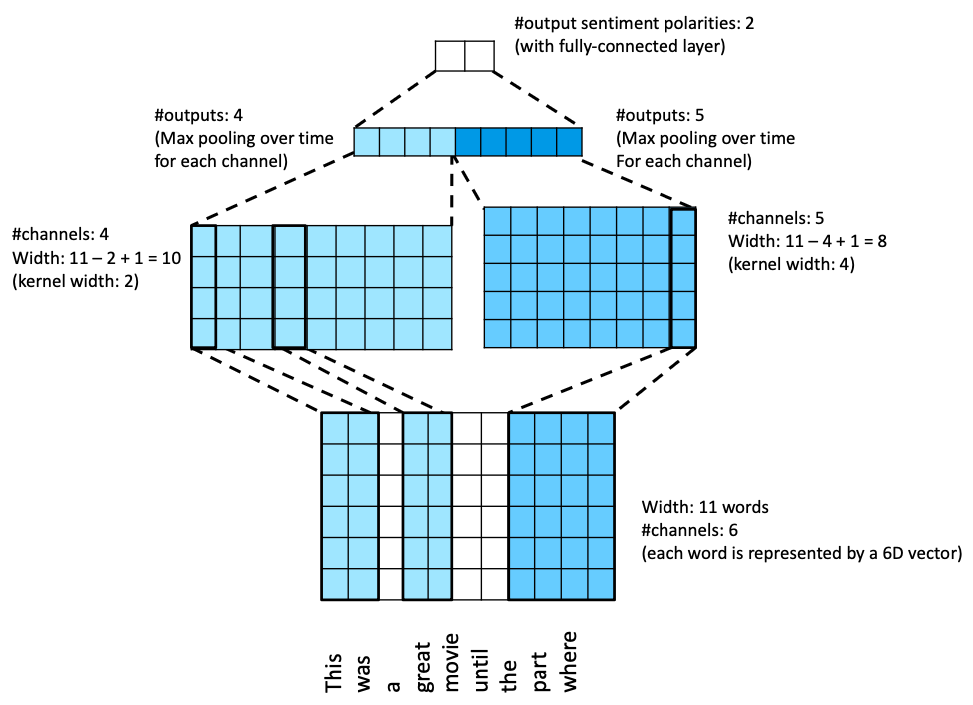 #output sentiment polarities: 2
(with fully-connected layer)
#outputs: 4
(Max pooling over time
for each channel)
#outputs: 5
(Max pooling over time
For each channel)
#channels: 4
Width: 11 – 2 + 1 = 10
(kernel width: 2)
#channels: 5
Width: 11 – 4 + 1 = 8
(kernel width: 4)
Width: 11 words
#channels: 6
(each word is represented by a 6D vector)
This
was
a
great
movie
until
the
part
where